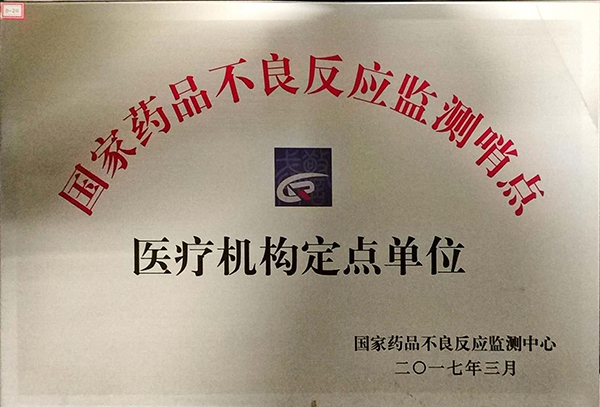 国家药品不良反应监测哨点
医疗机构定点单位
国家药品不良反应监测中心
二〇一七年三月